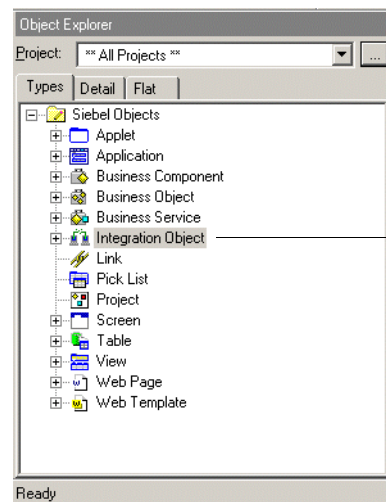 Object Explorer
Project: ** All Projects ** ...
Types Detail Flat
Siebel Objects
Applet
Application
Business Component
Business Object
Business Service
Integration Object
Link
Pick List
Project
Screen
Table
View
Web Page
Web Template
Ready